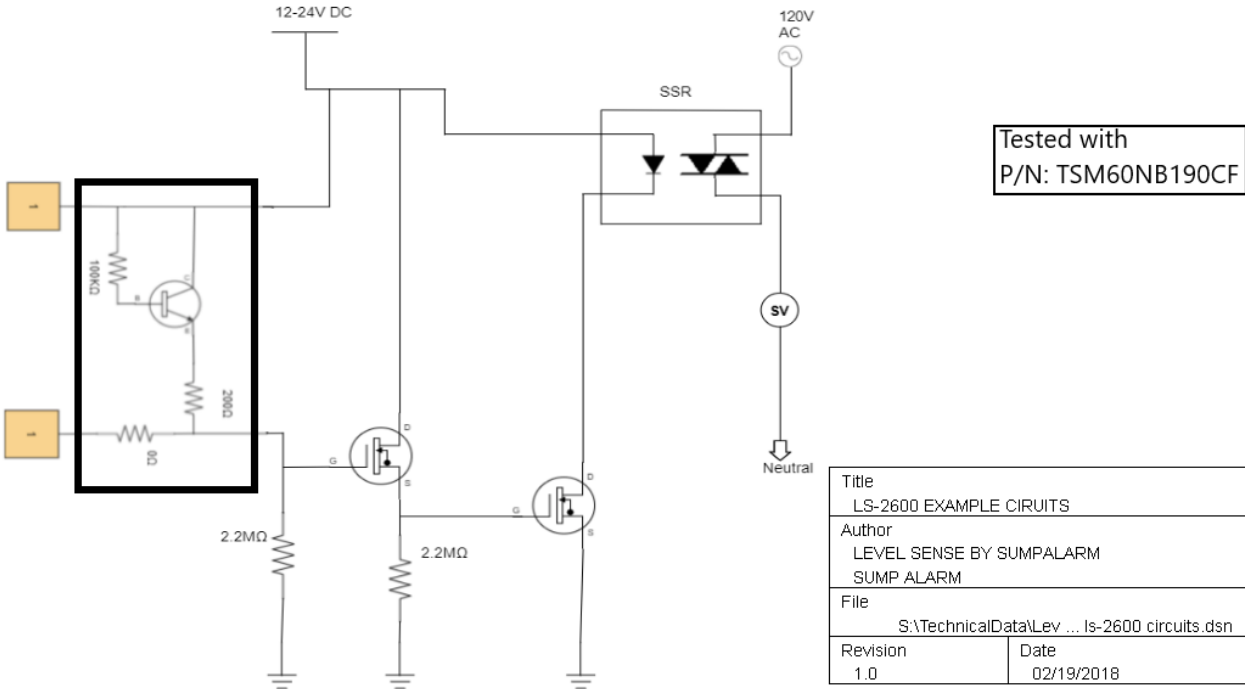 12-24V DC
120V
AC
SSR
Tested with
P/N: TSM60NB190CF
1
100KΩ
C
B
E
SV
200Ω
1
0Ω
D
G
S
Neutral
D
G
S
2.2MΩ
2.2MΩ
Title
LS-2600 EXAMPLE CIRUITS
Author
LEVEL SENSE BY SUMPALARM
SUMP ALARM
File
S:\TechnicalData\Lev ... ls-2600 circuits.dsn
Revision
1.0
Date
02/19/2018